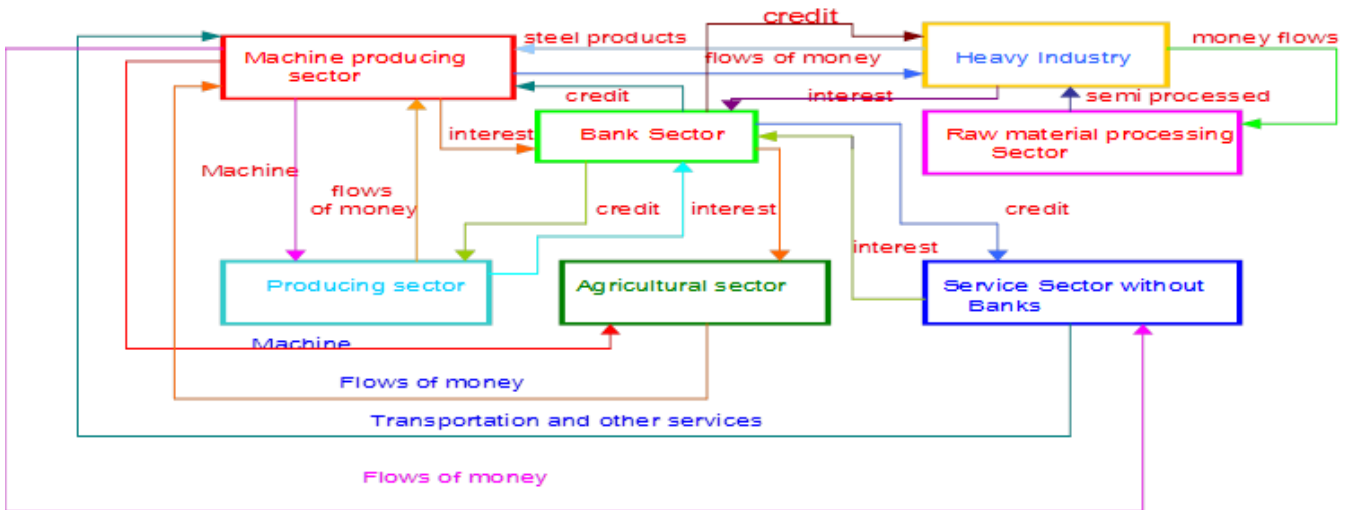 credit
steel products
money flows
Machine producing
sector
flows of money
Heavy Industry
credit
interest
semi processed
interest
Bank Sector
Raw material processing
Sector
Machine
flows
of money
credit
interest
credit
interest
Producing sector
Agricultural sector
Service Sector without
Banks
Machine
Flows of money
Transportation and other services
Flows of money